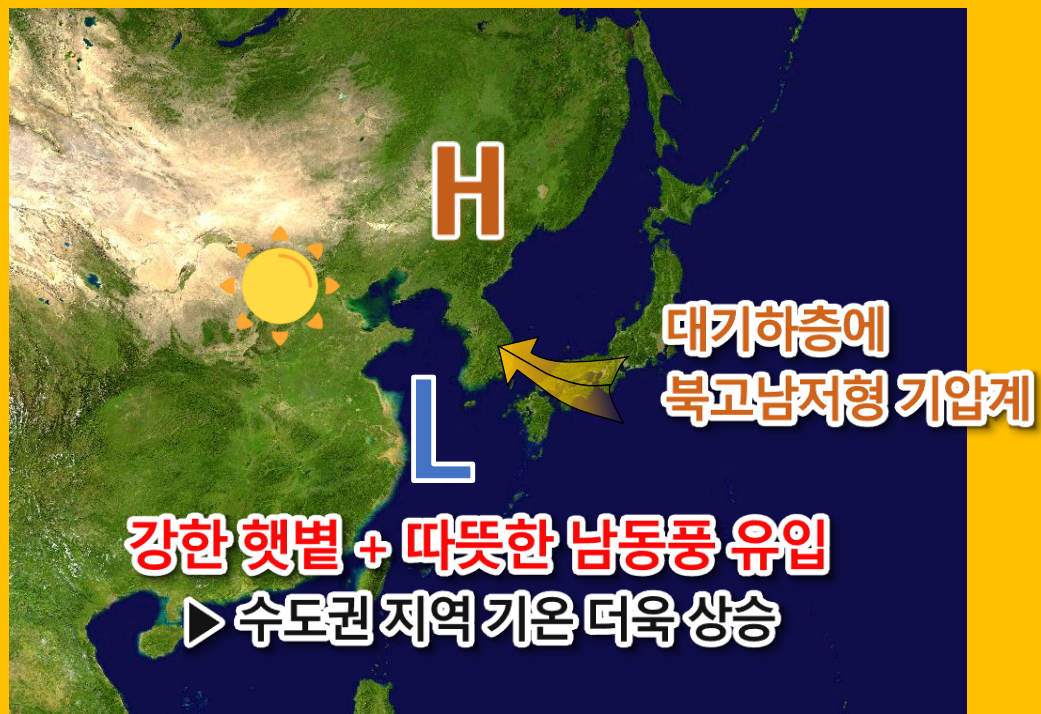 H
대기하층에
북고남저형 기압계
L
강한 햇볕 + 따뜻한 남동풍 유입
▶ 수도권 지역 기온 더욱 상승